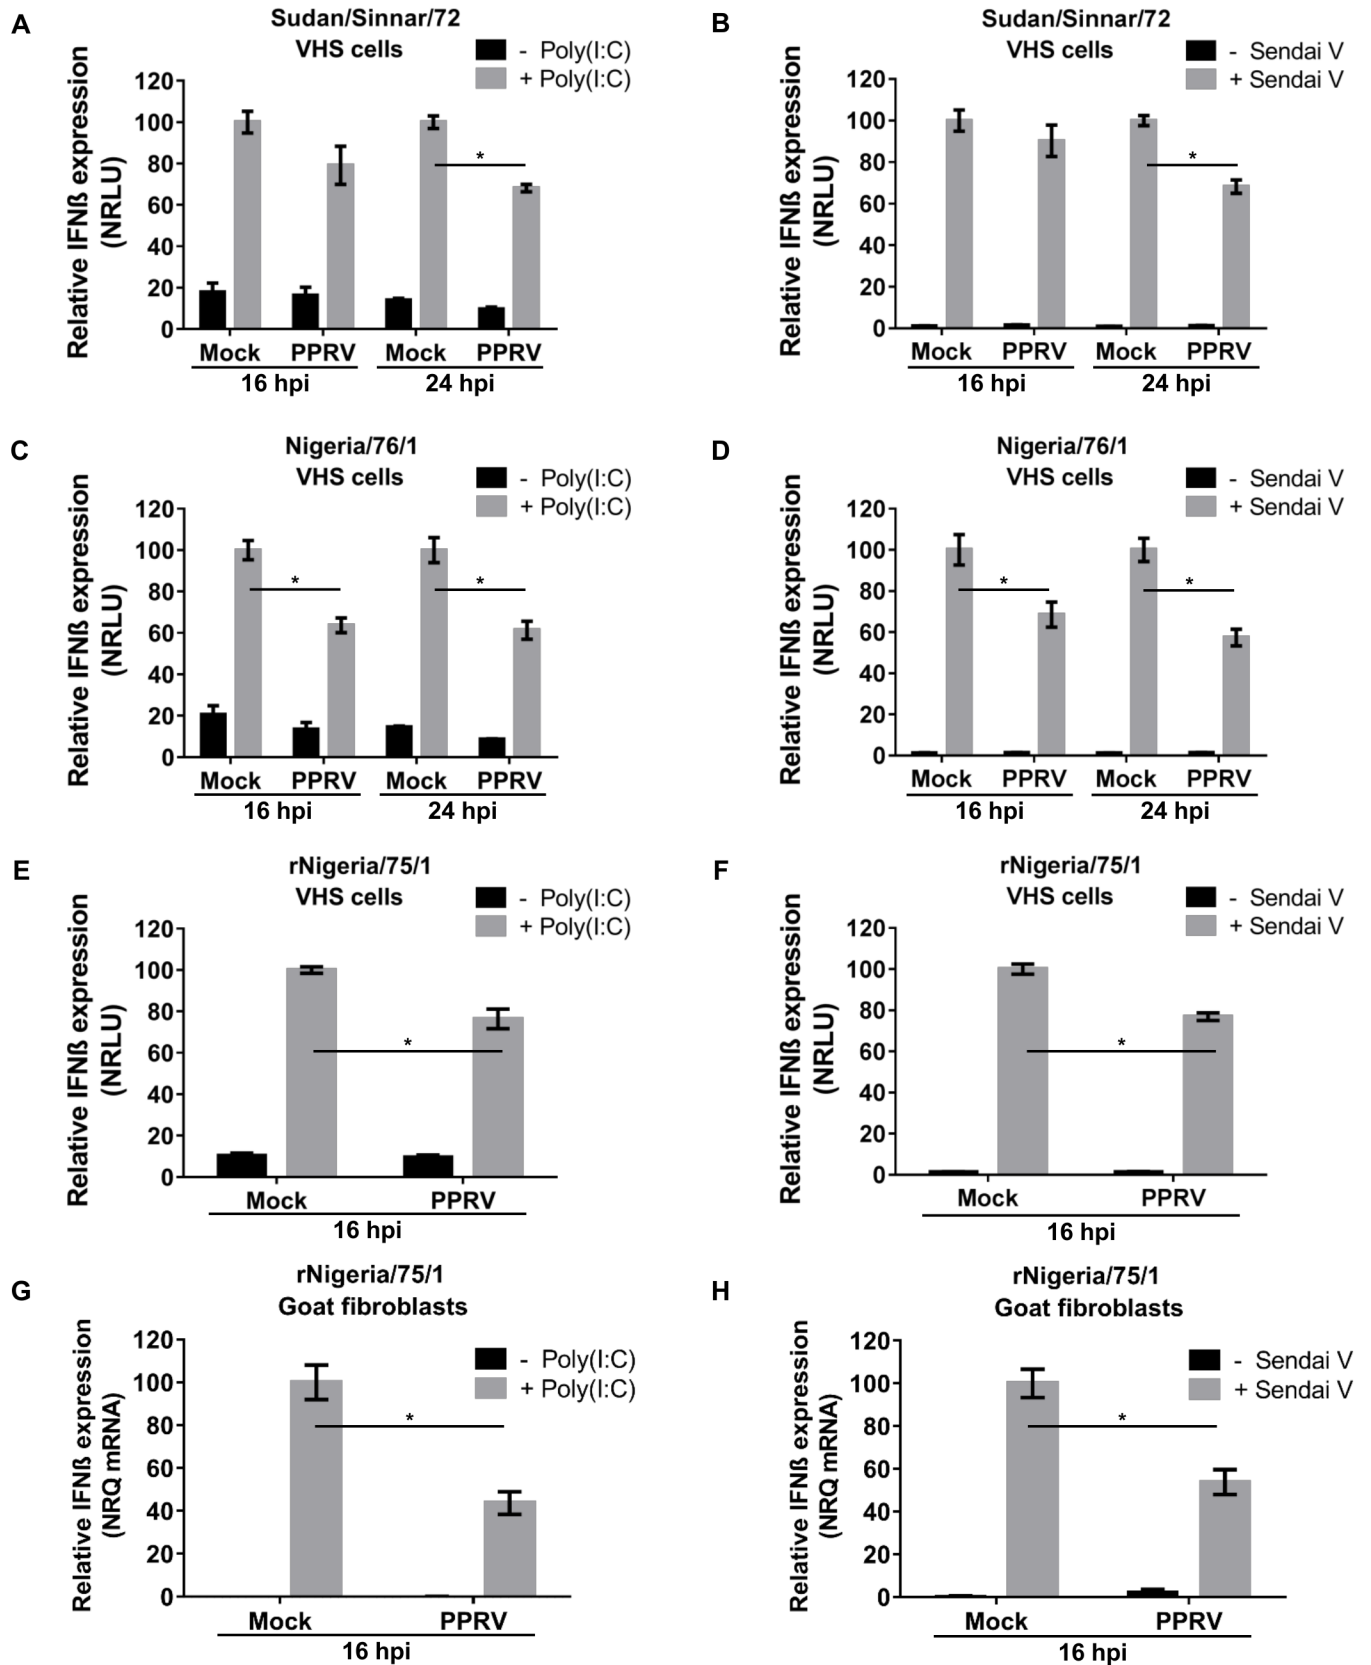 A
Sudan/Sinnar/72
VHS cells
- Poly(I:C)
+ Poly(I:C)
Relative IFNß expression
(NRLU)
120
100
80
60
40
20
0
*
Mock PPRV Mock PPRV
16 hpi 24 hpi
B
Sudan/Sinnar/72
VHS cells
- Sendai V
+ Sendai V
Relative IFNß expression
(NRLU)
120
100
80
60
40
20
0
*
Mock PPRV Mock PPRV
16 hpi 24 hpi
C
Nigeria/76/1
VHS cells
- Poly(I:C)
+ Poly(I:C)
Relative IFNß expression
(NRLU)
120
100
80
60
40
20
0
* *
Mock PPRV Mock PPRV
16 hpi 24 hpi
D
Nigeria/76/1
VHS cells
- Sendai V
+ Sendai V
Relative IFNß expression
(NRLU)
120
100
80
60
40
20
0
* *
Mock PPRV Mock PPRV
16 hpi 24 hpi
E
rNigeria/75/1
VHS cells
- Poly(I:C)
+ Poly(I:C)
Relative IFNß expression
(NRLU)
120
100
80
60
40
20
0
*
Mock PPRV
16 hpi
F
rNigeria/75/1
VHS cells
- Sendai V
+ Sendai V
Relative IFNß expression
(NRLU)
120
100
80
60
40
20
0
*
Mock PPRV
16 hpi
G
rNigeria/75/1
Goat fibroblasts
- Poly(I:C)
+ Poly(I:C)
Relative IFNß expression
(NRQ mRNA)
120
100
80
60
40
20
0
*
Mock PPRV
16 hpi
H
rNigeria/75/1
Goat fibroblasts
- Sendai V
+ Sendai V
Relative IFNß expression
(NRQ mRNA)
120
100
80
60
40
20
0
*
Mock PPRV
16 hpi